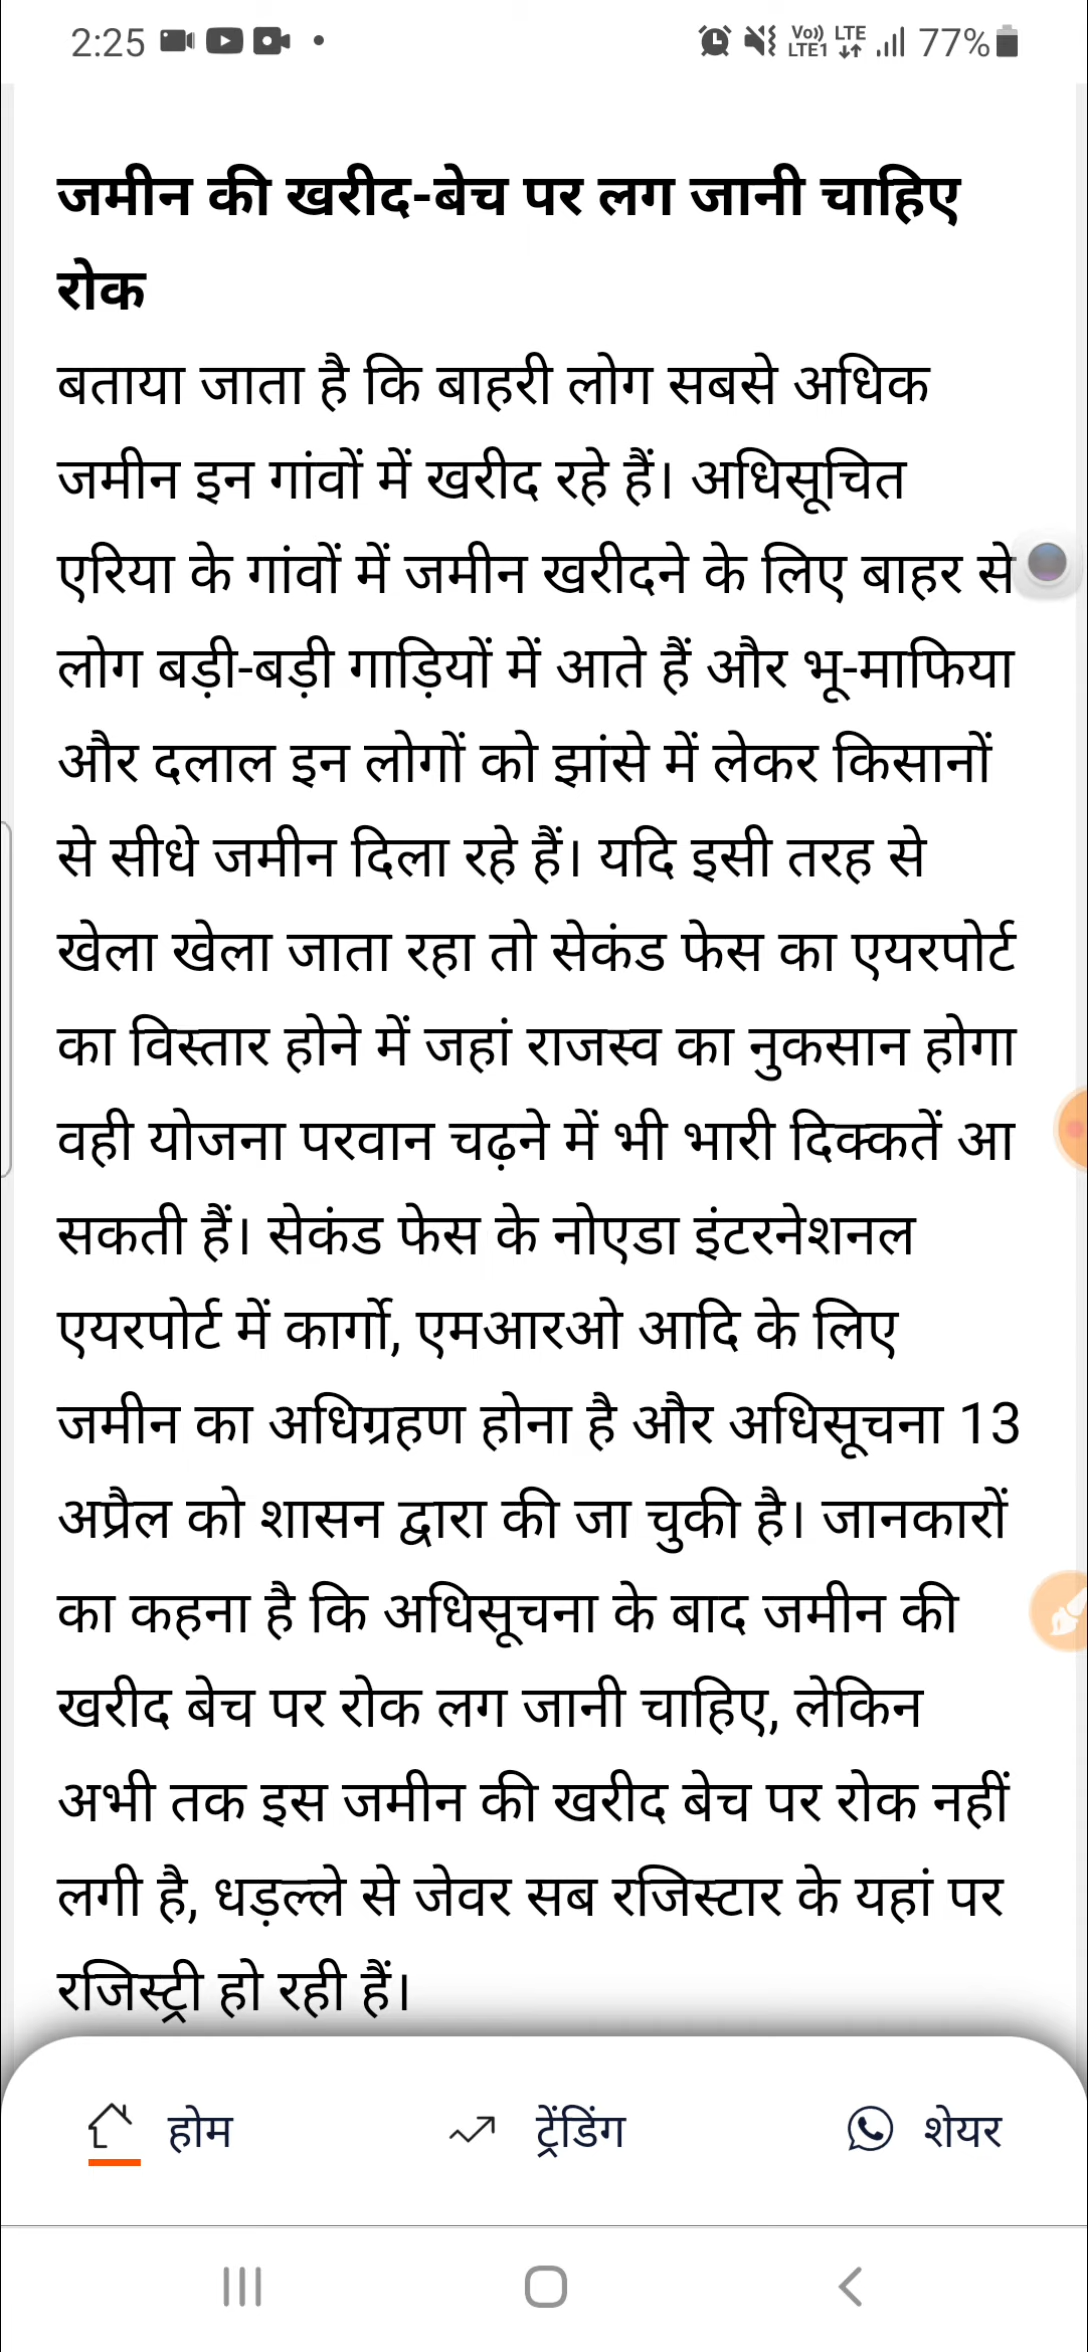 2:25
Vo)) LTE
LTE1
77%
जमीन की खरीद-बेच पर लग जानी चाहिए
रोक
बताया जाता है कि बाहरी लोग सबसे अधिक
जमीन इन गांवों में खरीद रहे हैं। अधिसूचित
एरिया के गांवों में जमीन खरीदने के लिए बाहर से
लोग बड़ी-बड़ी गाड़ियों में आते हैं और भू-माफिया
और दलाल इन लोगों को झांसे में लेकर किसानों
से सीधे जमीन दिला रहे हैं। यदि इसी तरह से
खेला खेला जाता रहा तो सेकंड फेस का एयरपोर्ट
का विस्तार होने में जहां राजस्व का नुकसान होगा
वही योजना परवान चढ़ने में भी भारी दिक्कतें आ
सकती हैं। सेकंड फेस के नोएडा इंटरनेशनल
एयरपोर्ट में कार्गो, एमआरओ आदि के लिए
जमीन का अधिग्रहण होना है और अधिसूचना 13
अप्रैल को शासन द्वारा की जा चुकी है। जानकारों
का कहना है कि अधिसूचना के बाद जमीन की
खरीद बेच पर रोक लग जानी चाहिए, लेकिन
अभी तक इस जमीन की खरीद बेच पर रोक नहीं
लगी है, धड़ल्ले से जेवर सब रजिस्टार के यहां पर
रजिस्ट्री हो रही हैं।
होम ट्रेंडिंग शेयर